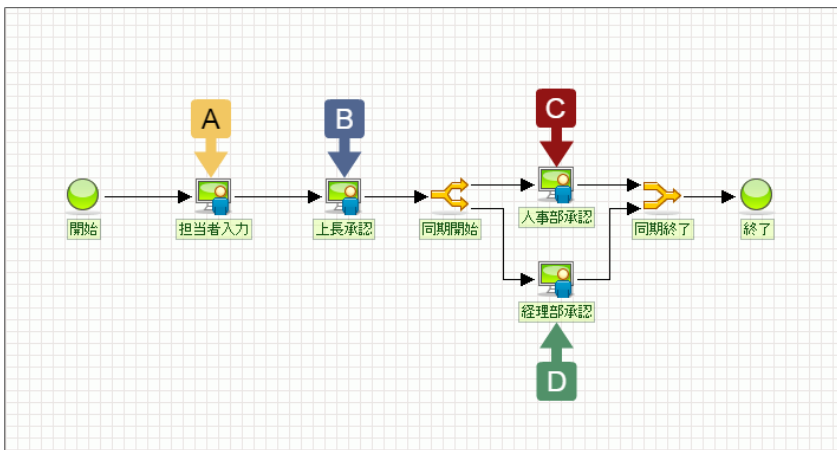 A
B
C
開始
担当者入力
上長承認
同期開始
人事部承認
同期終了
終了
経理部承認
D